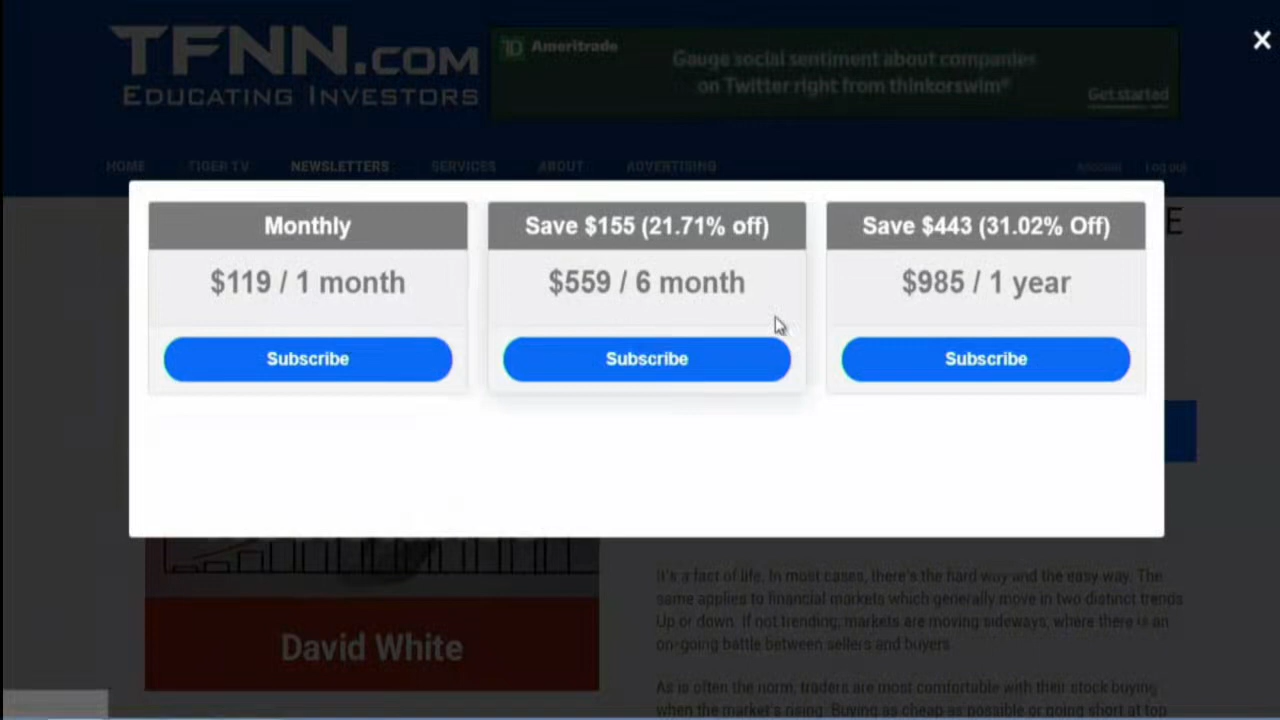 TFNN.COM
EDUCATING INVESTORS
Ameritrade
Gauge social sentiment about companies
on Twitter right from thinkorswim®
Get started
HOME TIGER TV NEWSLETTERS SERVICES ABOUT ADVERTISING Log out
E
Monthly
$119 / 1 month
Subscribe
Save $155 (21.71% off)
$559 / 6 month
Subscribe
Save $443 (31.02% Off)
$985 / 1 year
Subscribe
David White
It's a fact of life. In most cases, there's the hard way and the easy way. The
same applies to financial markets which generally move in two distinct trends
Up or down. If not trending, markets are moving sideways, where there is an
on-going battle between sellers and buyers
As is often the norm, traders are most comfortable with their stock buying
when the market's rising. Buying as cheap as possible or going short at top